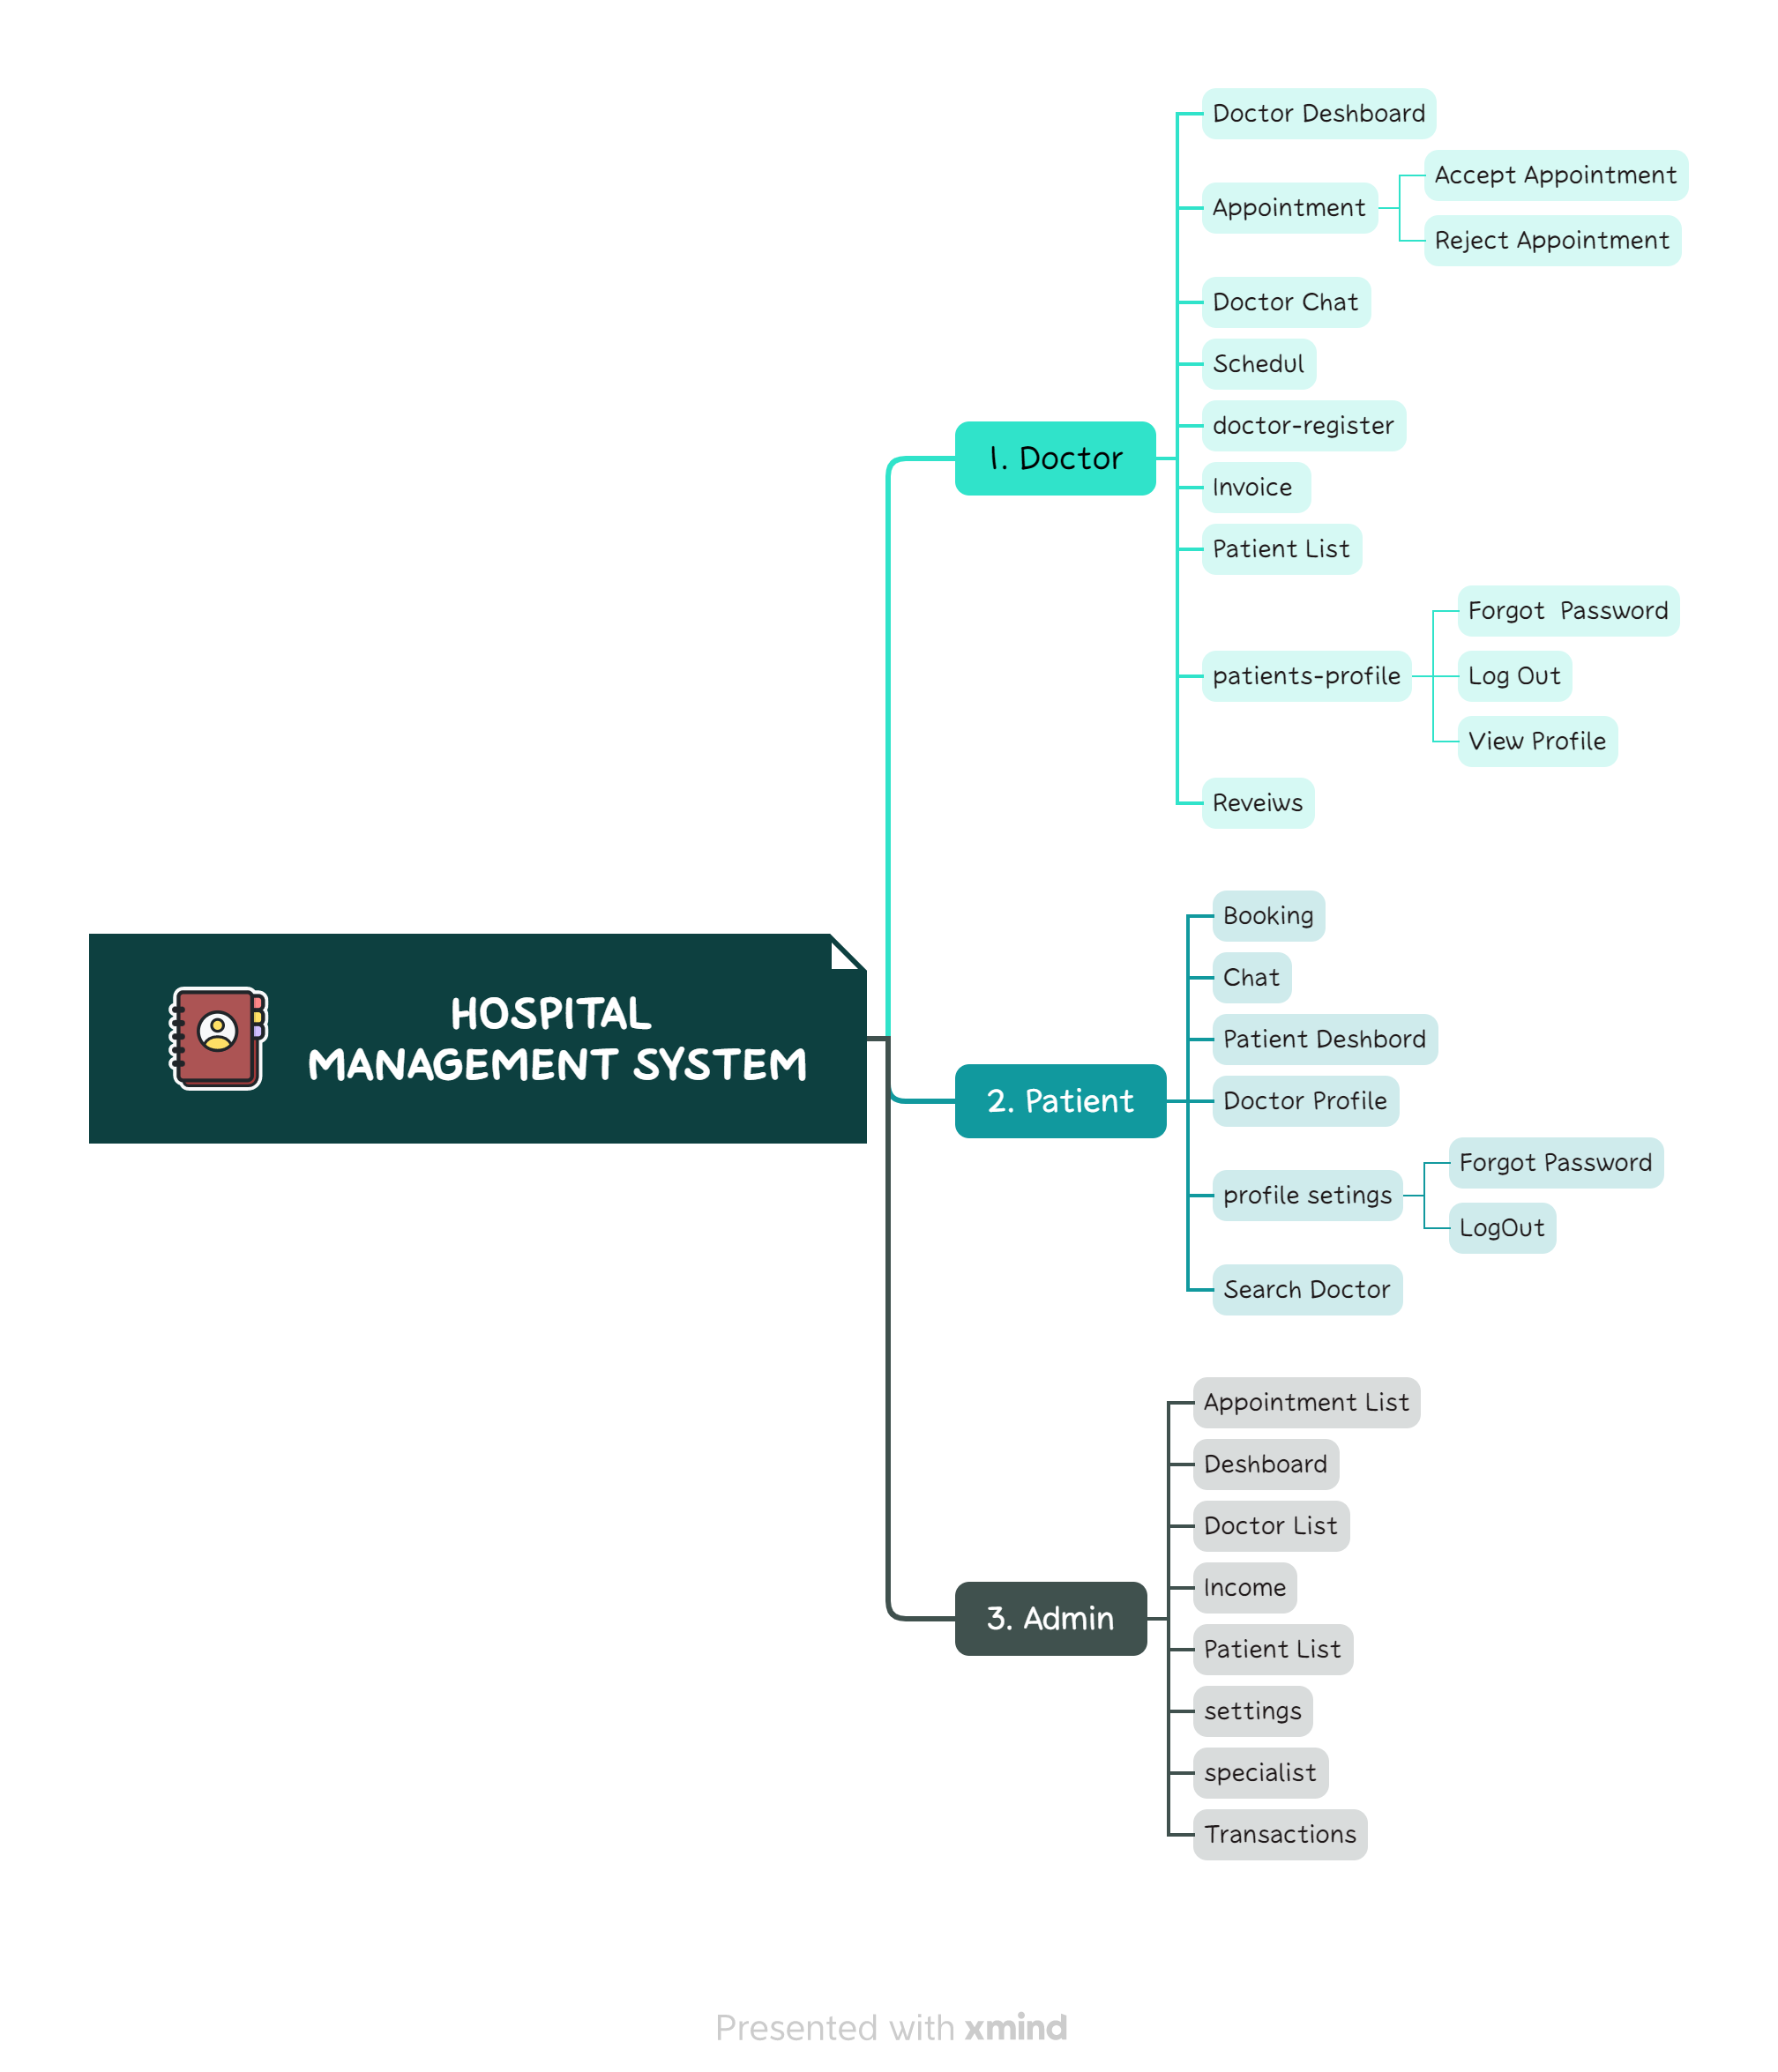 Doctor Deshboard
Accept Appointment
Appointment
Reject Appointment
Doctor Chat
Schedul
doctor-register
1. Doctor
Invoice
Patient List
Forgot  Password
patients-profile
Log Out
View Profile
Reveiws
HOSPITAL
MANAGEMENT SYSTEM
Booking
Chat
Patient Deshbord
2. Patient
Doctor Profile
Forgot Password
profile setings
LogOut
Search Doctor
Appointment List
Deshboard
Doctor List
Income
3. Admin
Patient List
settings
specialist
Transactions
Presented with xmind